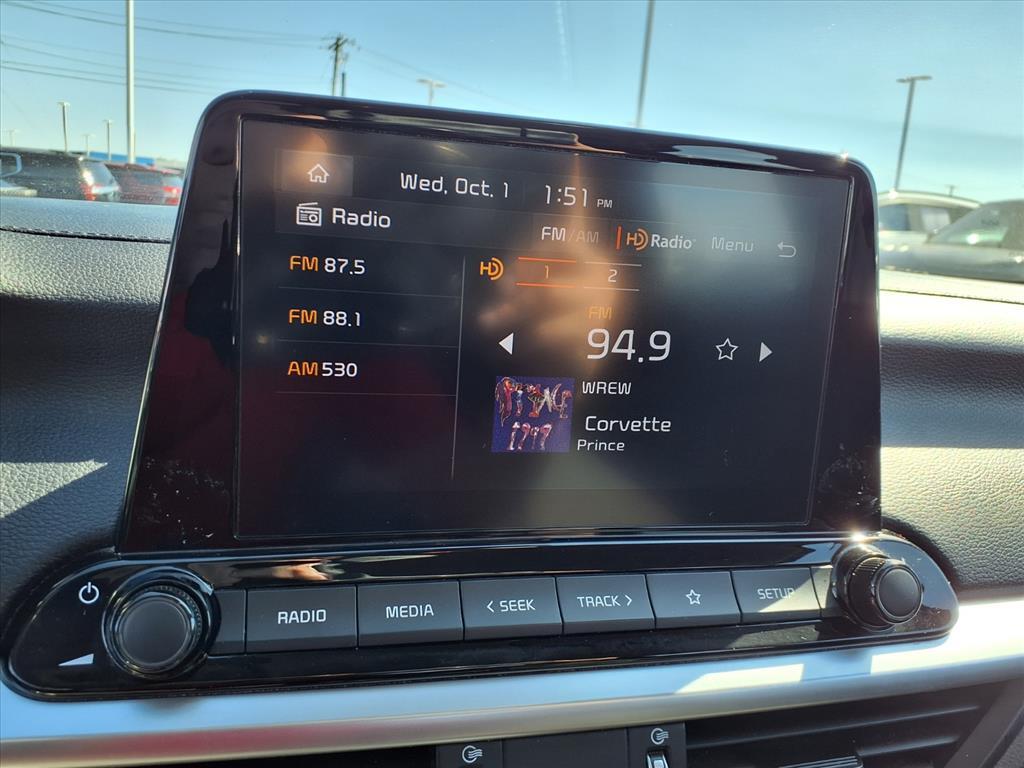 Wed, Oct. 1 1:51 PM
Radio
FM/AM HD Radio Menu
FM 87.5
FM 88.1
AM 530
HD 1 2
FM
94.9
WREW
Corvette
Prince
RADIO MEDIA < SEEK TRACK > SETUP